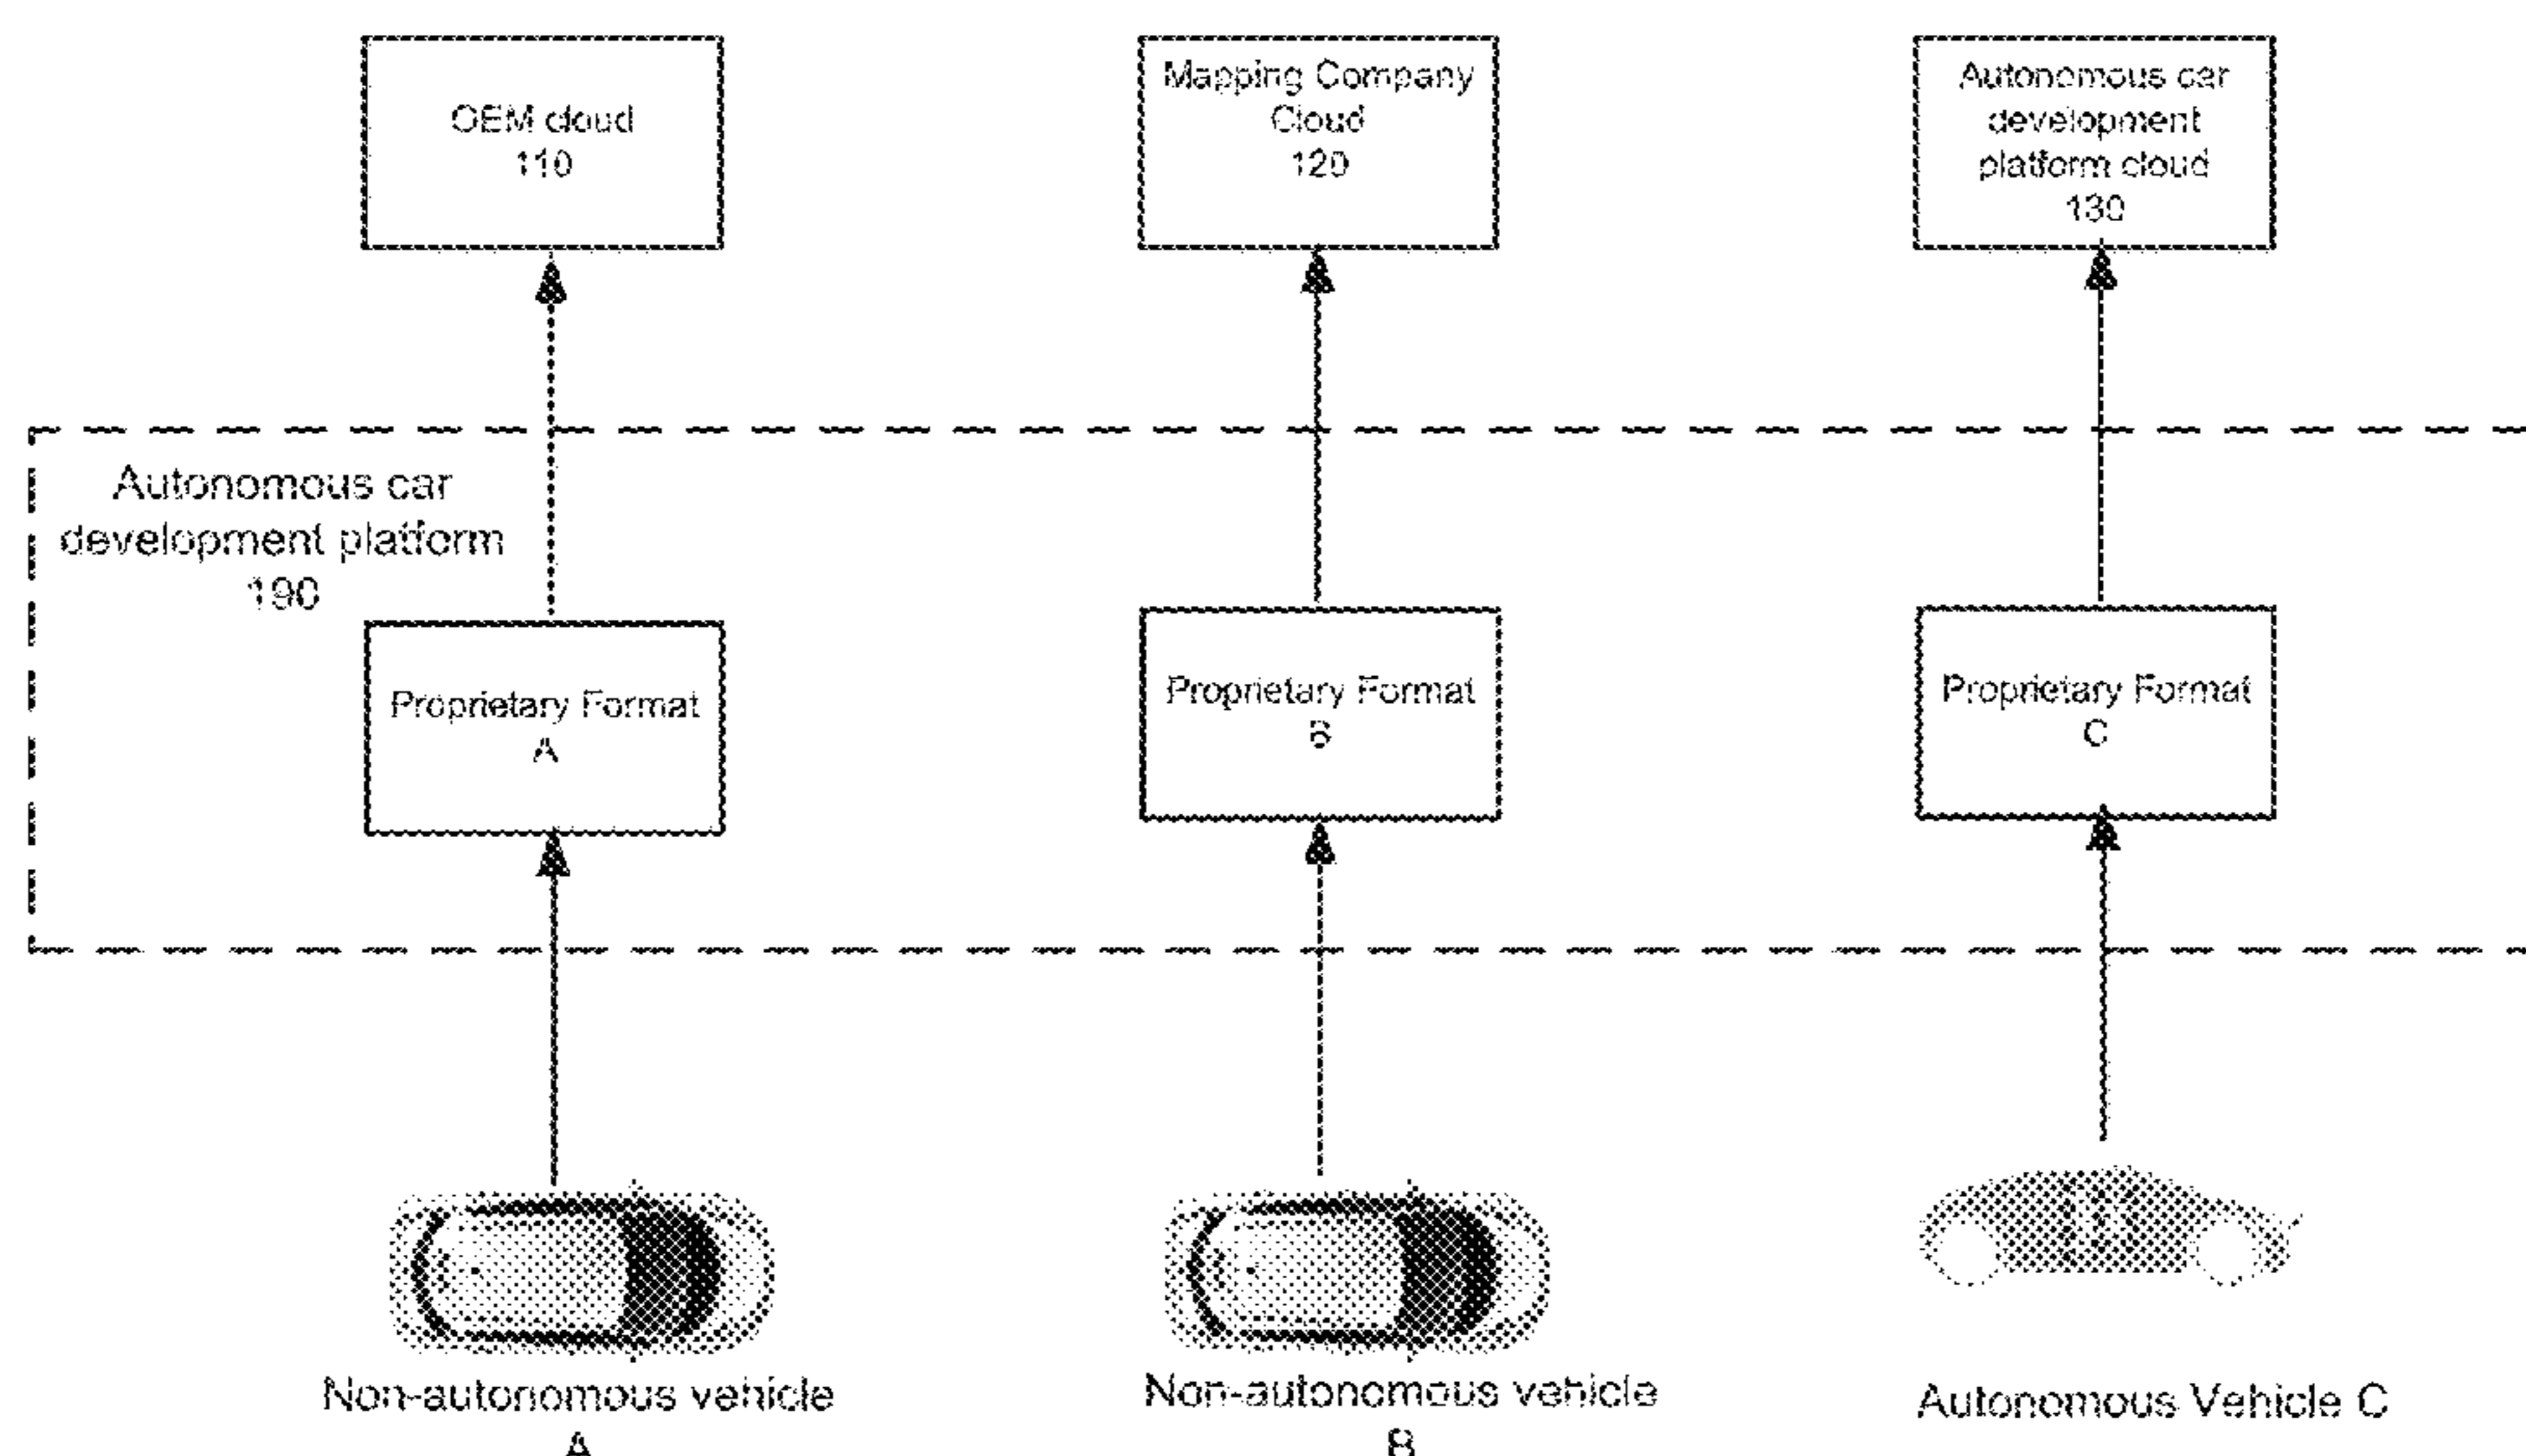 OEM cloud
110
Mapping Company
Cloud
120
Autonomous car
development
platform cloud
130
Autonomous car
development platform
190
Proprietary Format
A
Proprietary Format
B
Proprietary Format
C
Non-autonomous vehicle
A
Non-autonomous vehicle
B
Autonomous Vehicle C